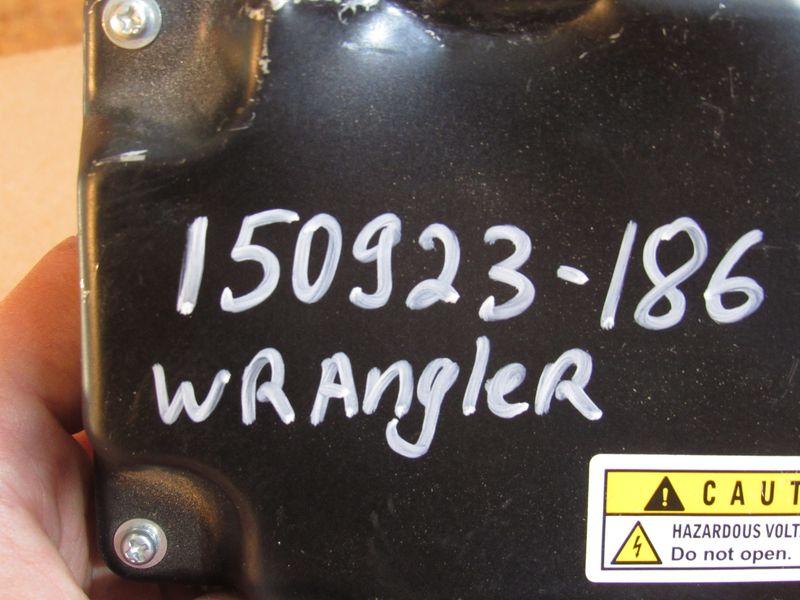 150923-186
WRAngleR
CAUT
HAZARDOUS VOLT
Do not open.